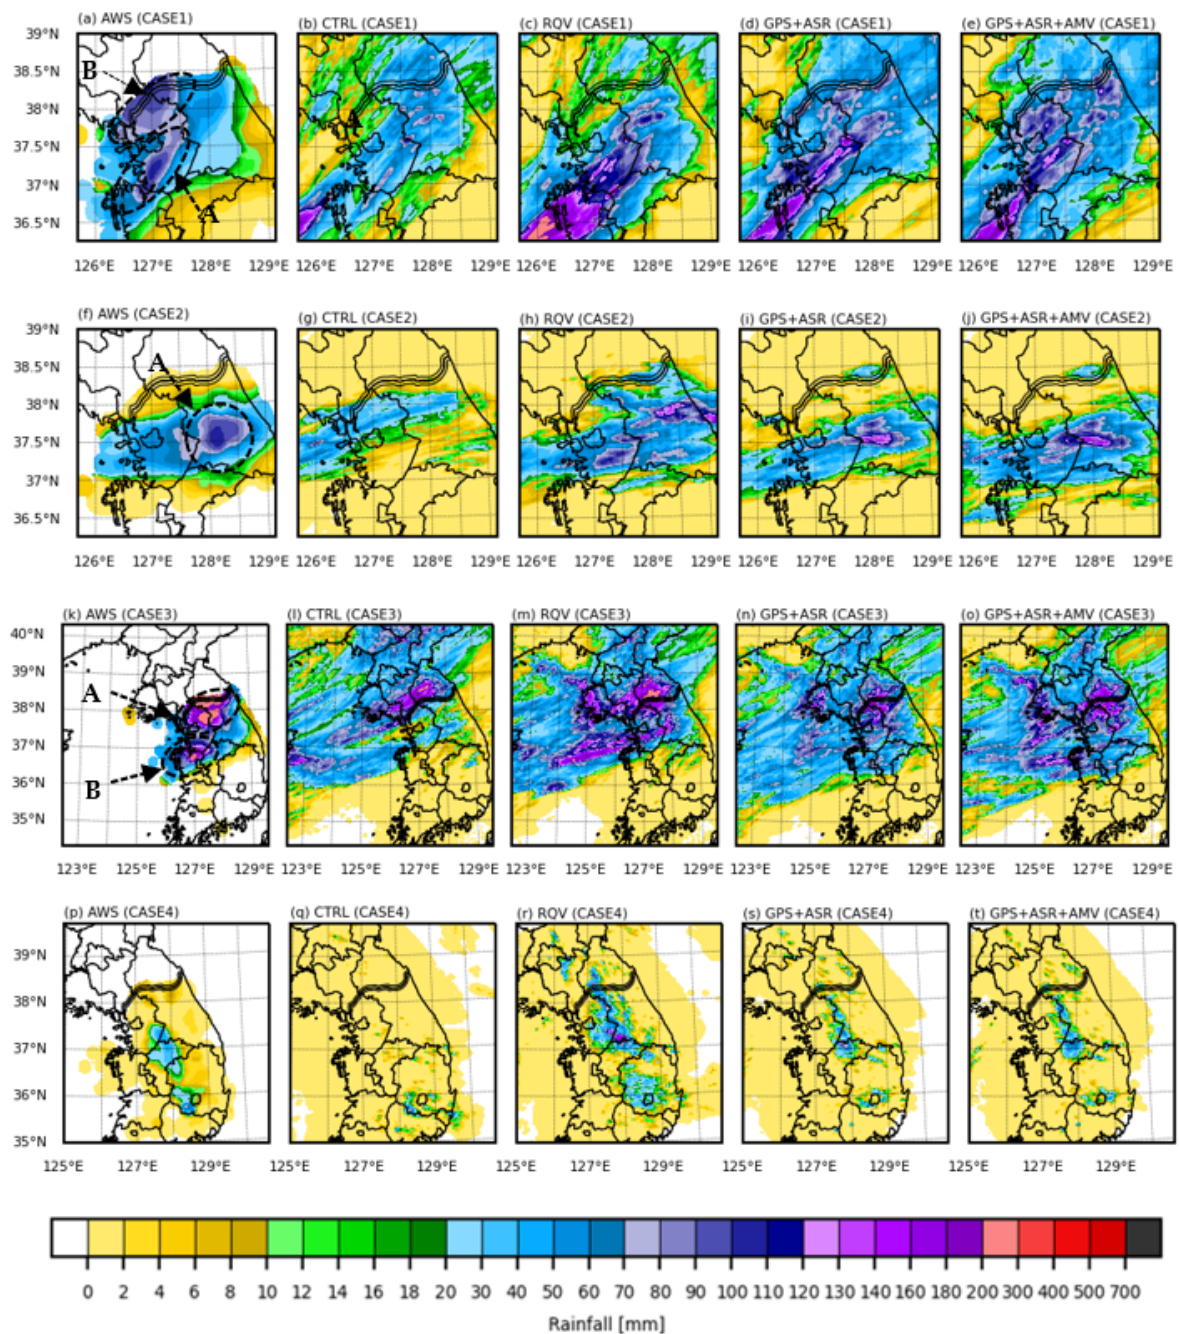 (a) AWS (CASE1) (b) CTRL (CASE1) (c) RQV (CASE1) (d) GPS+ASR (CASE1) (e) GPS+ASR+AMV (CASE1)
39°N
38.5°N
B
38°N
A
37.5°N
37°N
A
36.5°N
126°E 127°E 128°E 129°E 126°E 127°E 128°E 129°E 126°E 127°E 128°E 129°E 126°E 127°E 128°E 129°E 126°E 127°E 128°E 129°E
(f) AWS (CASE2) (g) CTRL (CASE2) (h) RQV (CASE2) (i) GPS+ASR (CASE2) (j) GPS+ASR+AMV (CASE2)
39°N
A
38.5°N
38°N
37.5°N
37°N
36.5°N
126°E 127°E 128°E 129°E 126°E 127°E 128°E 129°E 126°E 127°E 128°E 129°E 126°E 127°E 128°E 129°E 126°E 127°E 128°E 129°E
(k) AWS (CASE3) (l) CTRL (CASE3) (m) RQV (CASE3) (n) GPS+ASR (CASE3) (o) GPS+ASR+AMV (CASE3)
40°N
39°N
A
38°N
37°N
36°N
B
35°N
123°E 125°E 127°E 129°E 123°E 125°E 127°E 129°E 123°E 125°E 127°E 129°E 123°E 125°E 127°E 129°E 123°E 125°E 127°E 129°E
(p) AWS (CASE4) (q) CTRL (CASE4) (r) RQV (CASE4) (s) GPS+ASR (CASE4) (t) GPS+ASR+AMV (CASE4)
39°N
38°N
37°N
36°N
35°N
125°E 127°E 129°E 125°E 127°E 129°E 125°E 127°E 129°E 125°E 127°E 129°E 125°E 127°E 129°E
0 2 4 6 8 10 12 14 16 18 20 30 40 50 60 70 80 90 100 110 120 130 140 160 180 200 300 400 500 700
Rainfall [mm]